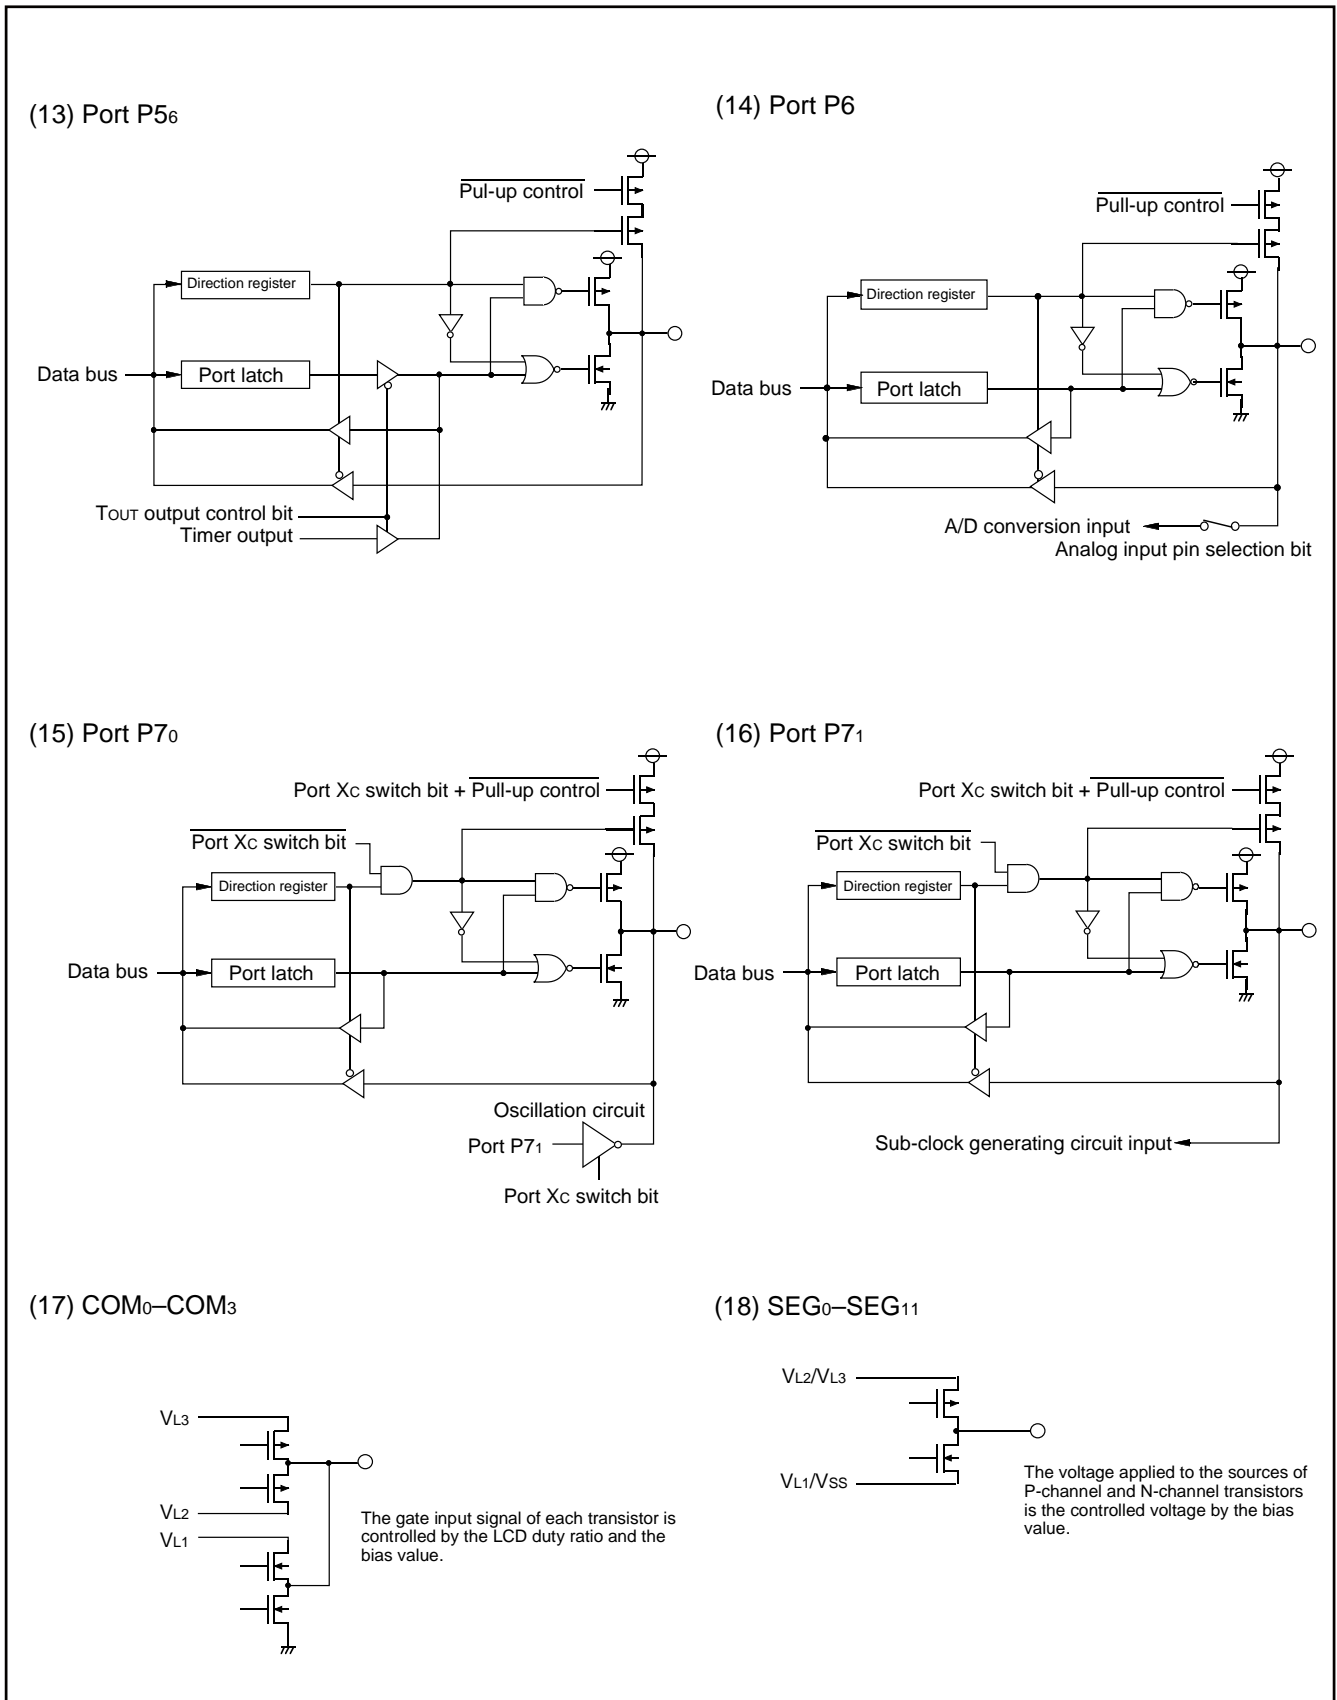 (13) Port P56
Pul-up control
Direction register
Data bus
Port latch
TOUT output control bit
Timer output
(14) Port P6
Pull-up control
Direction register
Data bus
Port latch
A/D conversion input
Analog input pin selection bit
(15) Port P70
Port XC switch bit + Pull-up control
Port XC switch bit
Direction register
Data bus
Port latch
Oscillation circuit
Port P71
Port XC switch bit
(16) Port P71
Port XC switch bit + Pull-up control
Port XC switch bit
Direction register
Data bus
Port latch
Sub-clock generating circuit input
(17) COM0–COM3
VL3
VL2
VL1
The gate input signal of each transistor is
controlled by the LCD duty ratio and the
bias value.
(18) SEG0–SEG11
VL2/VL3
VL1/VSS
The voltage applied to the sources of
P-channel and N-channel transistors
is the controlled voltage by the bias
value.